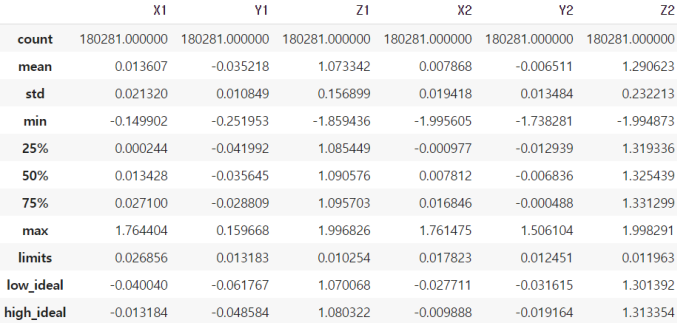 X1 Y1 Z1 X2 Y2 Z2
count 180281.000000 180281.000000 180281.000000 180281.000000 180281.000000 180281.000000
mean 0.013607 -0.035218 1.073342 0.007868 -0.006511 1.290623
std 0.021320 0.010849 0.156899 0.019418 0.013484 0.232213
min -0.149902 -0.251953 -1.859436 -1.995605 -1.738281 -1.994873
25% 0.000244 -0.041992 1.085449 -0.000977 -0.012939 1.319336
50% 0.013428 -0.035645 1.090576 0.007812 -0.006836 1.325439
75% 0.027100 -0.028809 1.095703 0.016846 -0.000488 1.331299
max 1.764404 0.159668 1.996826 1.761475 1.506104 1.998291
limits 0.026856 0.013183 0.010254 0.017823 0.012451 0.011963
low_ideal -0.040040 -0.061767 1.070068 -0.027711 -0.031615 1.301392
high_ideal -0.013184 -0.048584 1.080322 -0.009888 -0.019164 1.313354